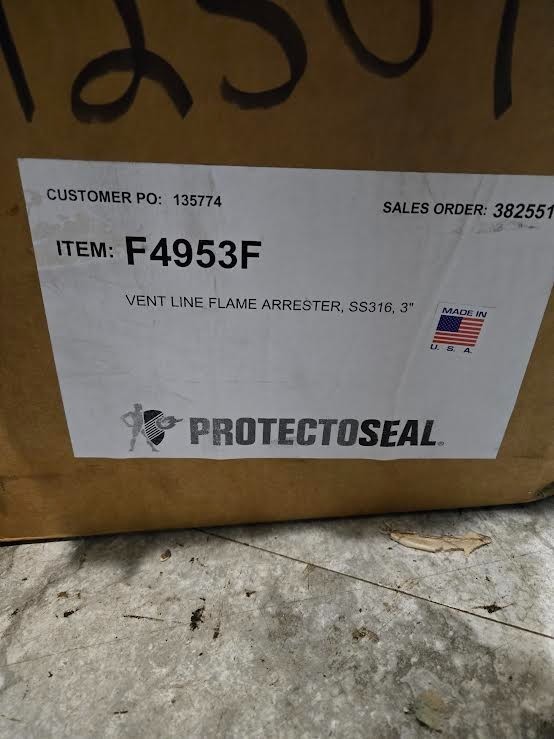 CUSTOMER PO: 135774
SALES ORDER: 382551
ITEM: F4953F
VENT LINE FLAME ARRESTER, SS316, 3"
MADE IN
U. S. A.
PROTECTOSEAL®